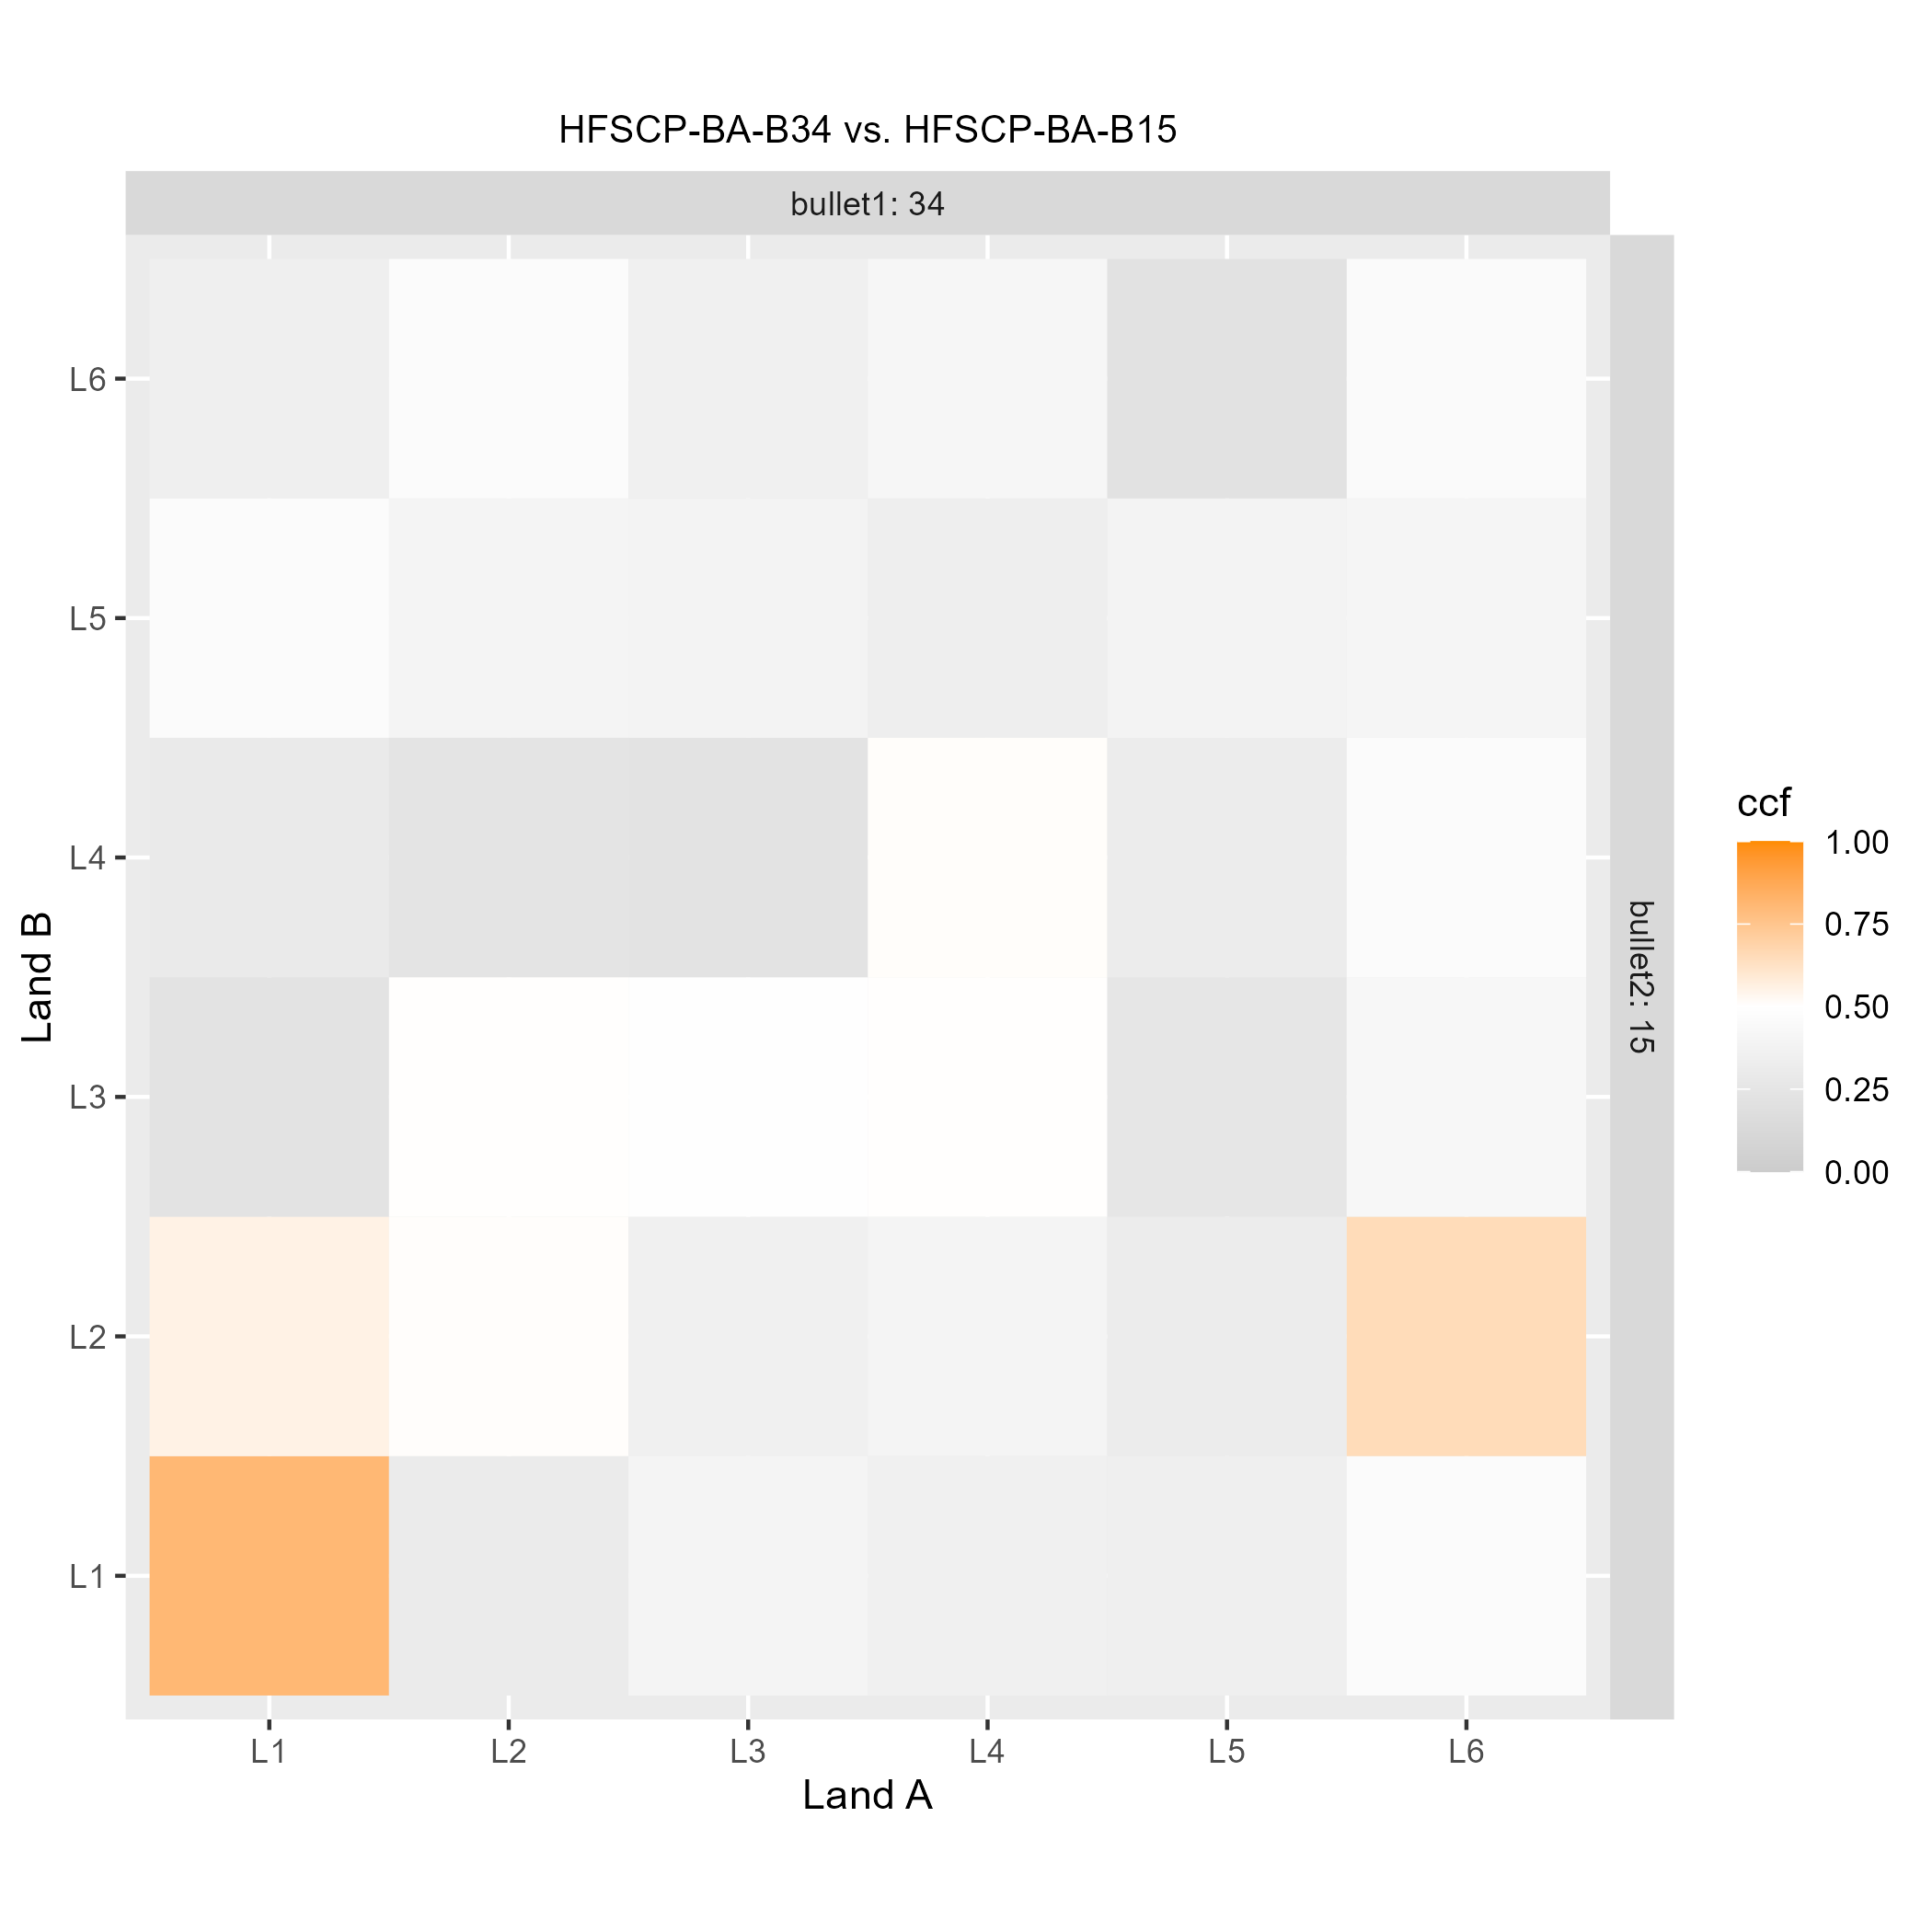 HFSCP-BA-B34 vs. HFSCP-BA-B15
bullet1: 34
L6
L5
L4
L3
L2
L1
Land B
bullet2: 15
L1 L2 L3 L4 L5 L6
Land A
ccf
1.00
0.75
0.50
0.25
0.00